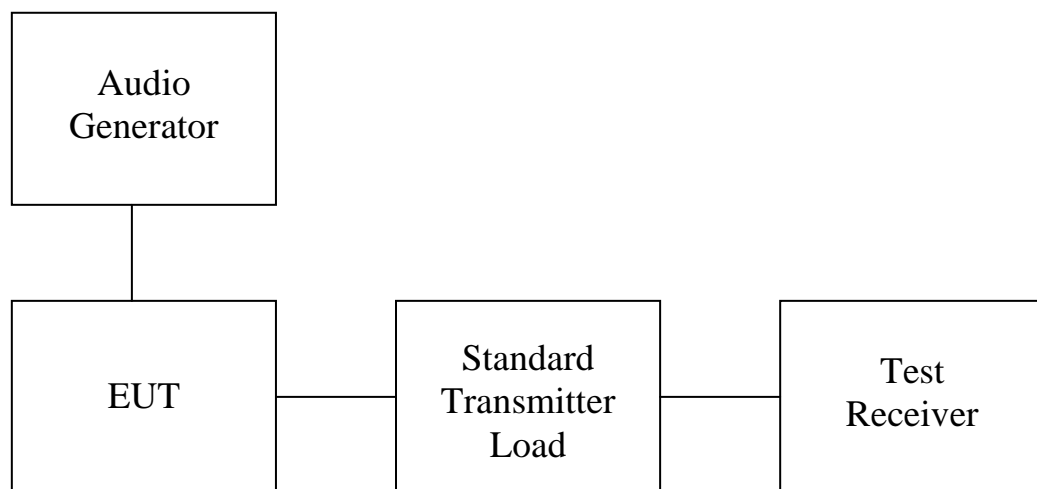 Audio
Generator
EUT
Standard
Transmitter
Load
Test
Receiver